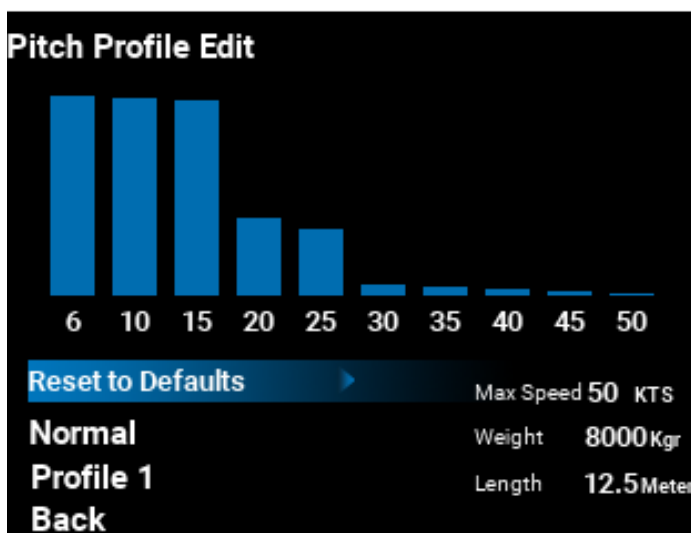 Pitch Profile Edit
6 10 15 20 25 30 35 40 45 50
Reset to Defaults
Max Speed 50 KTS
Normal
Weight 8000 Kgr
Profile 1
Length 12.5 Meter
Back